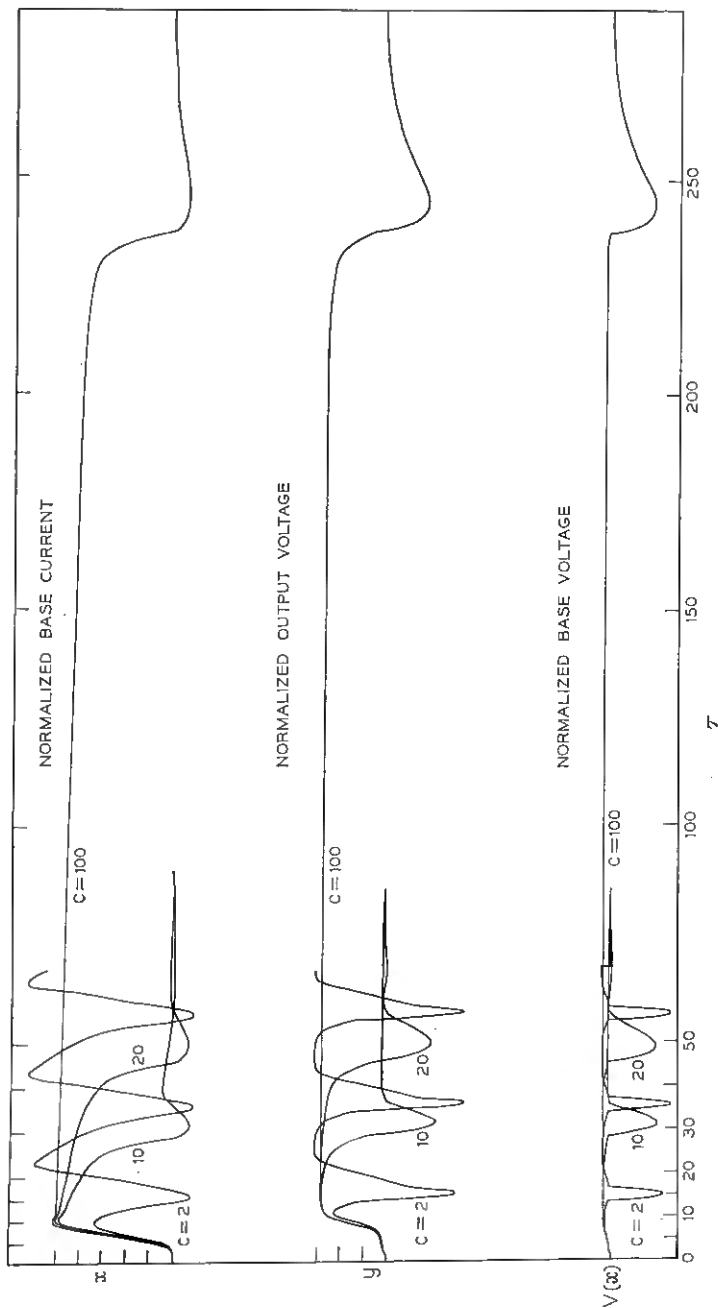 NORMALIZED BASE CURRENT
x
C=100
20
10
C=2
NORMALIZED OUTPUT VOLTAGE
y
C=100
20
10
C=2
NORMALIZED BASE VOLTAGE
V(x)
C=100
20
10
C=2
0 10 20 30 50 100 150 200 250
τ